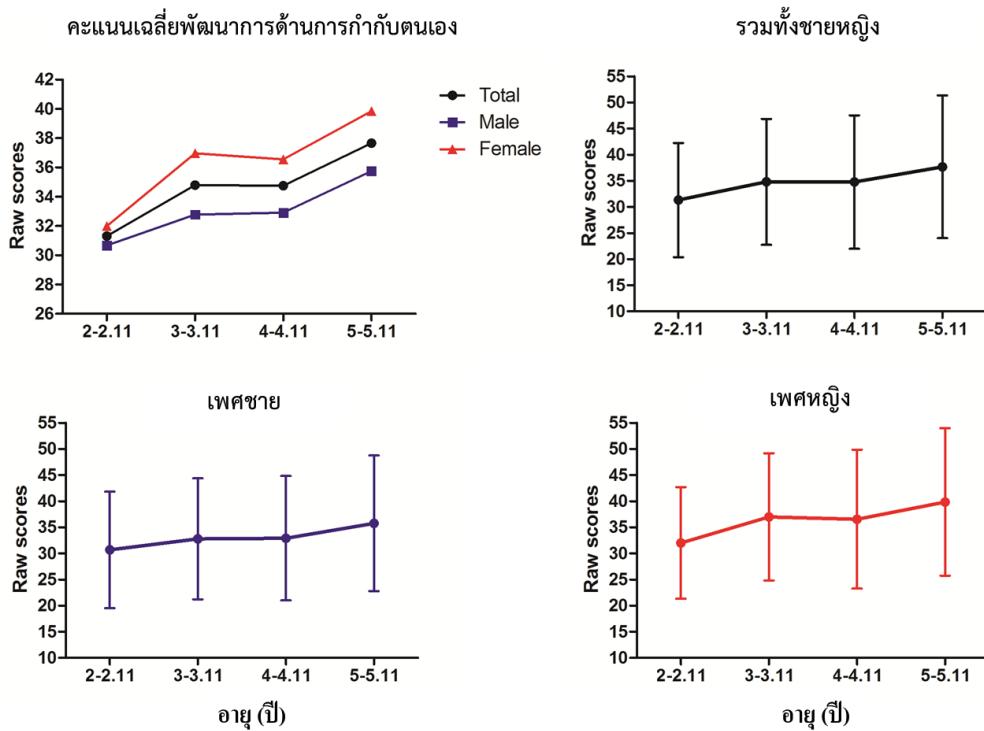 คะแนนเฉลี่ยพัฒนาการด้านการกำกับตนเอง
Raw scores
42
40
38
36
34
32
30
28
26
2-2.11 3-3.11 4-4.11 5-5.11
Total
Male
Female
รวมทั้งชายหญิง
Raw scores
55
50
45
40
35
30
25
20
15
10
2-2.11 3-3.11 4-4.11 5-5.11
เพศชาย
Raw scores
55
50
45
40
35
30
25
20
15
10
2-2.11 3-3.11 4-4.11 5-5.11
อายุ (ปี)
เพศหญิง
Raw scores
55
50
45
40
35
30
25
20
15
10
2-2.11 3-3.11 4-4.11 5-5.11
อายุ (ปี)